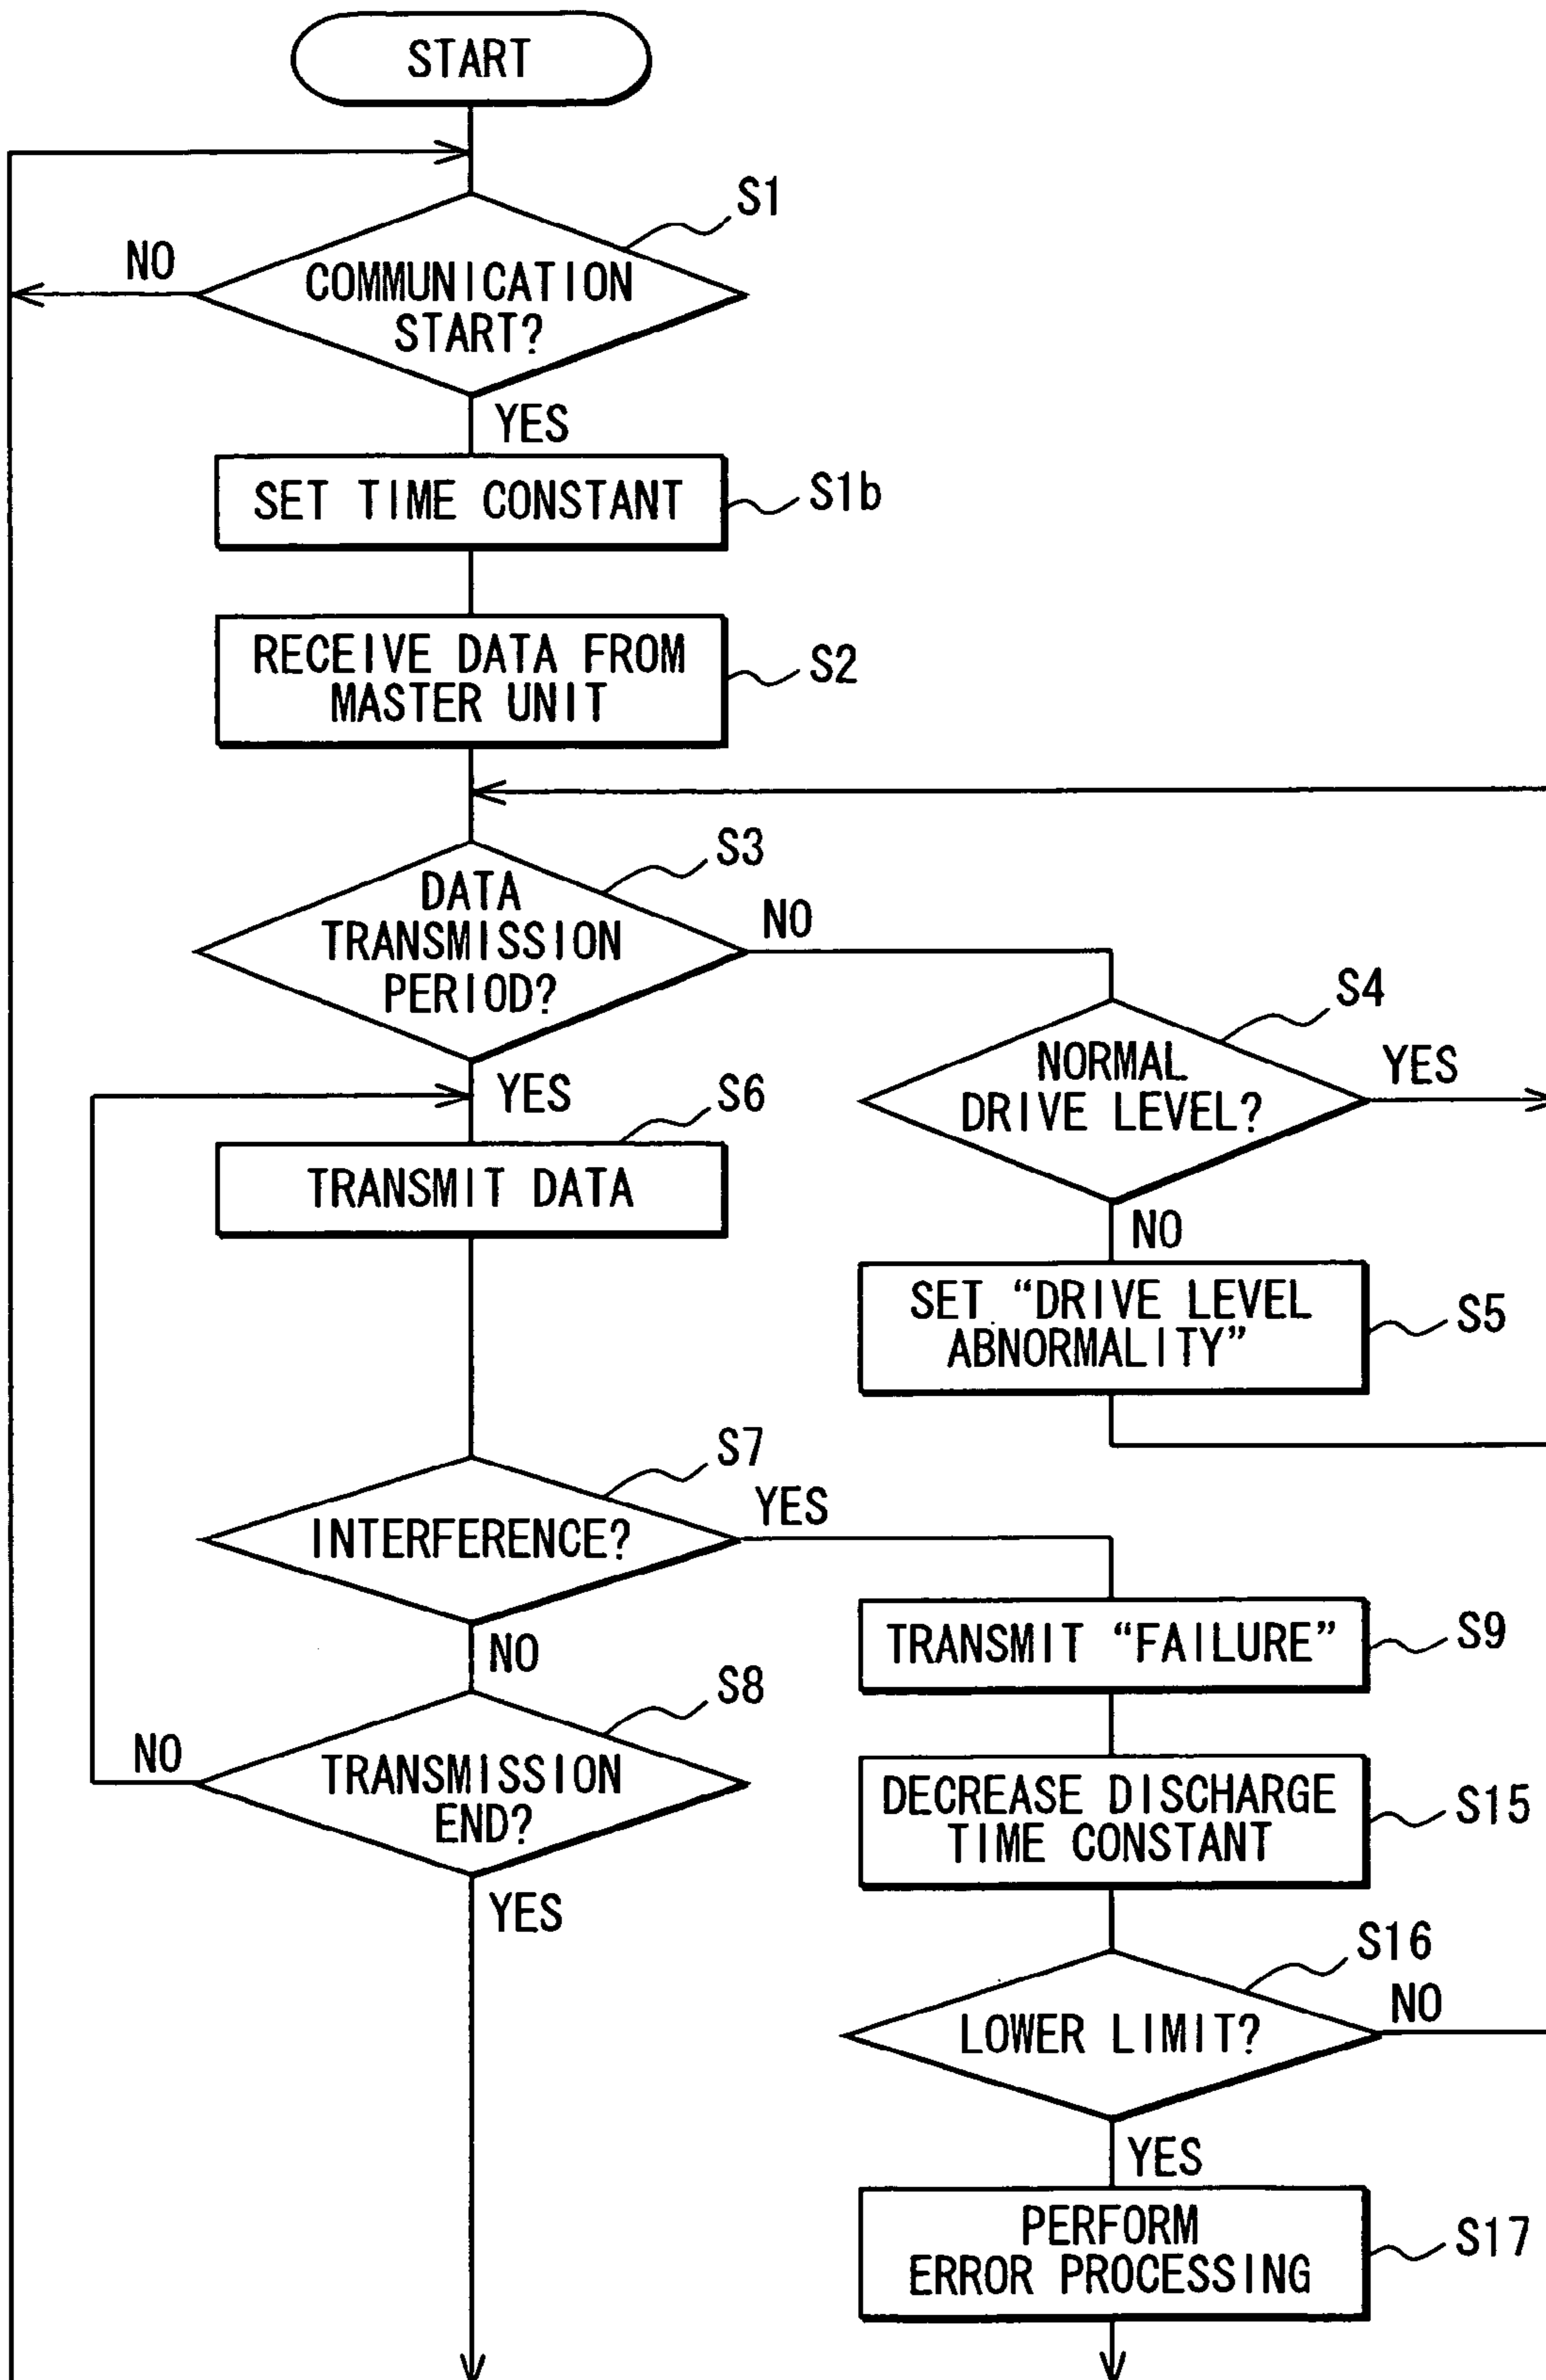 START
S1
NO
COMMUNICATION
START?
YES
SET TIME CONSTANT
S1b
RECEIVE DATA FROM
MASTER UNIT
S2
S3
DATA
TRANSMISSION
PERIOD?
NO
S4
NORMAL
DRIVE LEVEL?
YES
YES
S6
TRANSMIT DATA
NO
SET “DRIVE LEVEL
ABNORMALITY”
S5
S7
INTERFERENCE?
YES
NO
TRANSMIT “FAILURE”
S9
S8
NO
TRANSMISSION
END?
DECREASE DISCHARGE
TIME CONSTANT
S15
YES
S16
LOWER LIMIT?
NO
YES
PERFORM
ERROR PROCESSING
S17